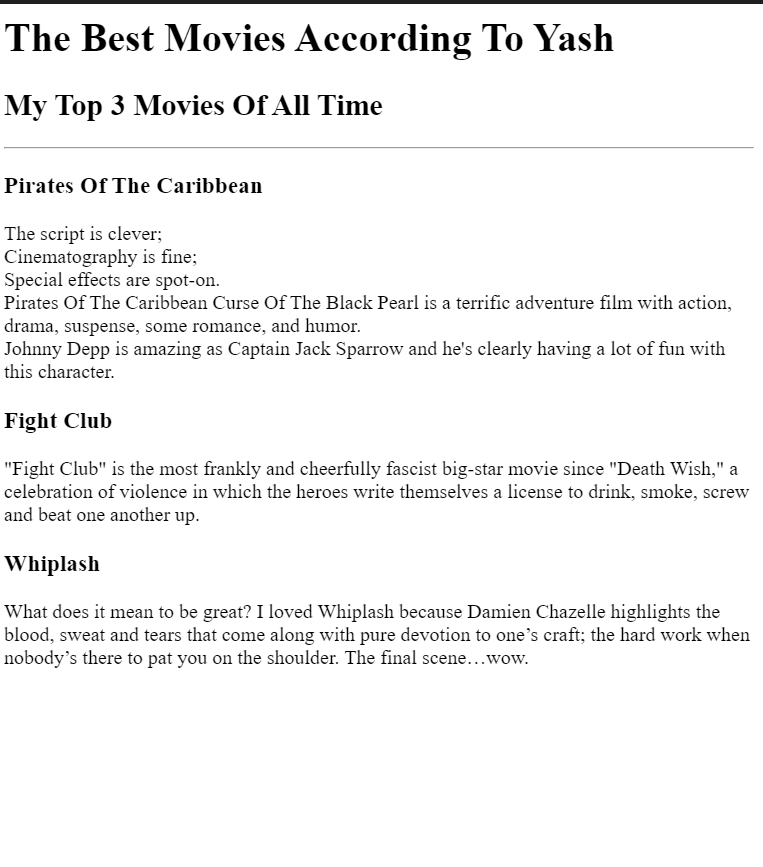 The Best Movies According To Yash
My Top 3 Movies Of All Time
Pirates Of The Caribbean
The script is clever;
Cinematography is fine;
Special effects are spot-on.
Pirates Of The Caribbean Curse Of The Black Pearl is a terrific adventure film with action,
drama, suspense, some romance, and humor.
Johnny Depp is amazing as Captain Jack Sparrow and he's clearly having a lot of fun with
this character.
Fight Club
"Fight Club" is the most frankly and cheerfully fascist big-star movie since "Death Wish," a
celebration of violence in which the heroes write themselves a license to drink, smoke, screw
and beat one another up.
Whiplash
What does it mean to be great? I loved Whiplash because Damien Chazelle highlights the
blood, sweat and tears that come along with pure devotion to one’s craft; the hard work when
nobody’s there to pat you on the shoulder. The final scene…wow.